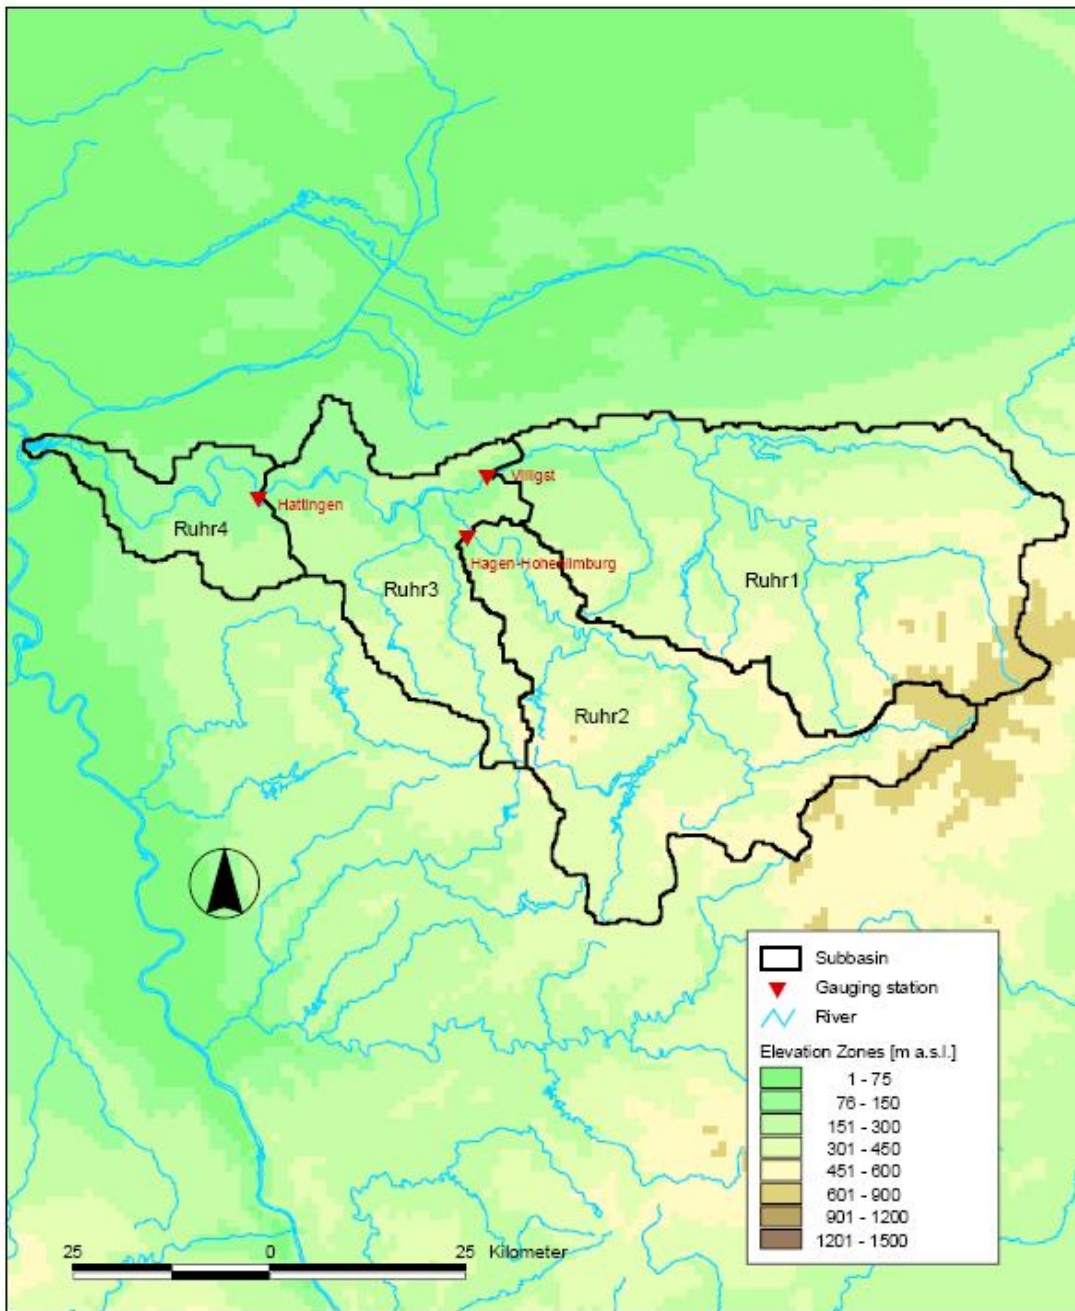 Villigst
Hattingen
Ruhr4
Hagen-Hohenlimburg
Ruhr3
Ruhr1
Ruhr2
Subbasin
Gauging station
River
Elevation Zones [m a.s.l.]
1 - 75
76 - 150
151 - 300
301 - 450
451 - 600
601 - 900
901 - 1200
1201 - 1500
25 0 25 Kilometer